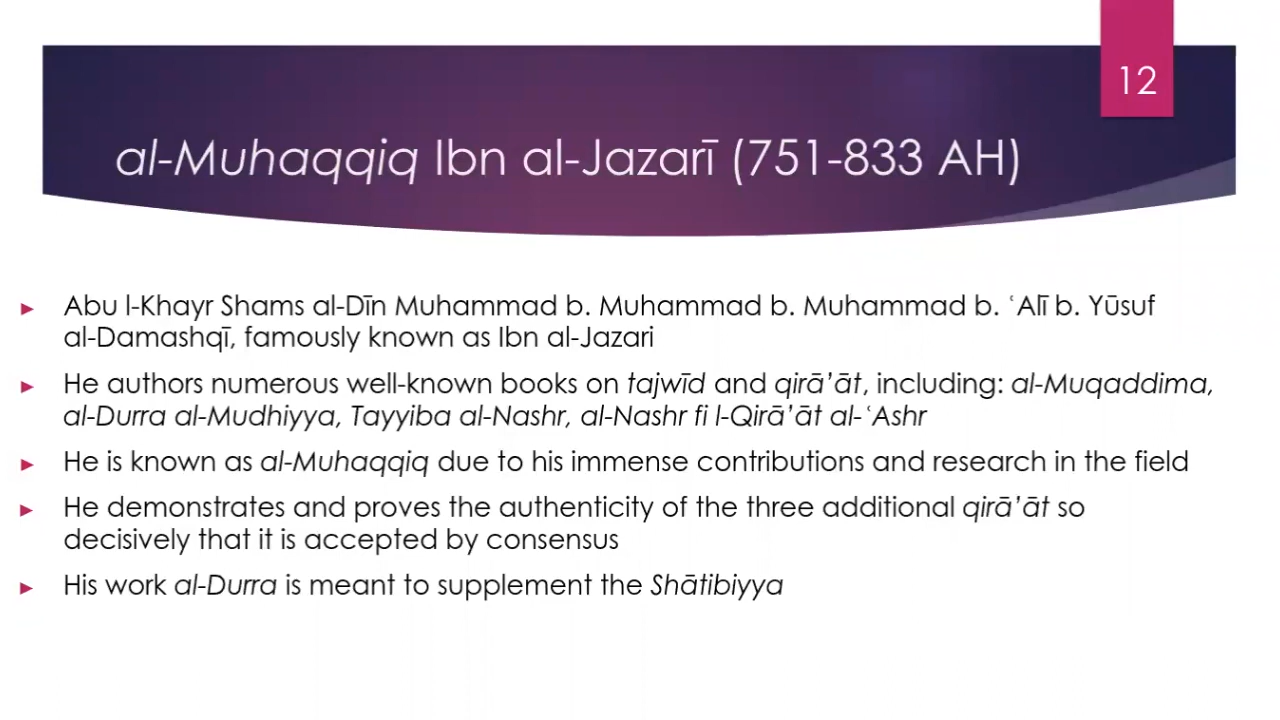 12
al-Muhaqqiq Ibn al-Jazarī (751-833 AH)
Abu l-Khayr Shams al-Dīn Muhammad b. Muhammad b. Muhammad b. ʿAlī b. Yūsuf
al-Damashqī, famously known as Ibn al-Jazari
He authors numerous well-known books on tajwīd and qirā’āt, including: al-Muqaddima,
al-Durra al-Mudhiyya, Tayyiba al-Nashr, al-Nashr fi l-Qirā’āt al-ʿAshr
He is known as al-Muhaqqiq due to his immense contributions and research in the field
He demonstrates and proves the authenticity of the three additional qirā’āt so
decisively that it is accepted by consensus
His work al-Durra is meant to supplement the Shātibiyya